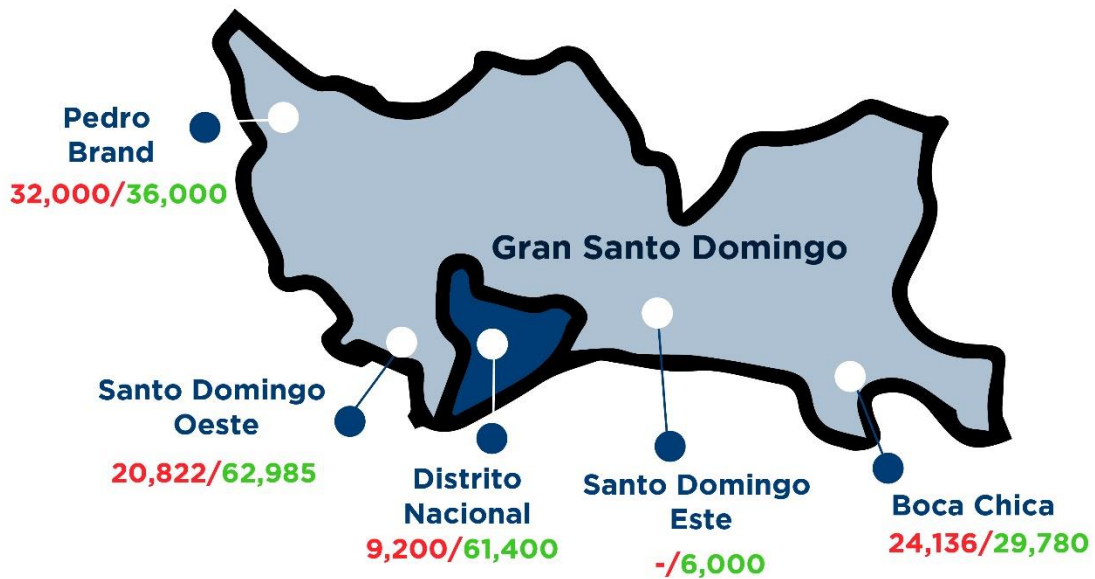 Pedro
Brand
32,000/36,000
Gran Santo Domingo
Santo Domingo
Oeste
20,822/62,985
Distrito
Nacional
9,200/61,400
Santo Domingo
Este
-/6,000
Boca Chica
24,136/29,780